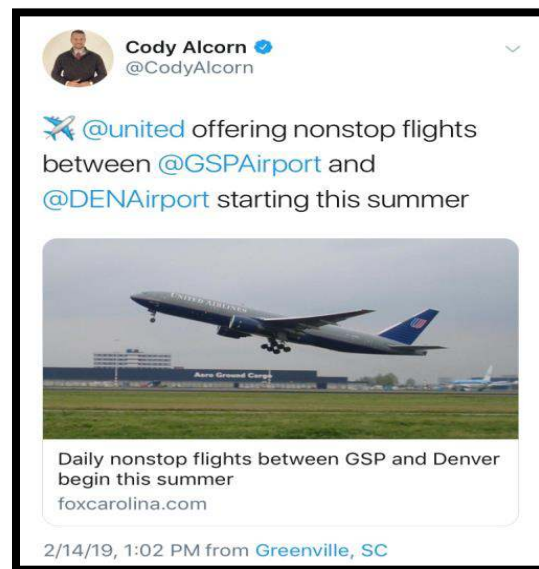 Cody Alcorn
@CodyAlcorn
@united offering nonstop flights
between @GSPAirport and
@DENAirport starting this summer
UNITED AIRLINES
Aero Ground Cargo
Daily nonstop flights between GSP and Denver
begin this summer
foxcarolina.com
2/14/19, 1:02 PM from Greenville, SC